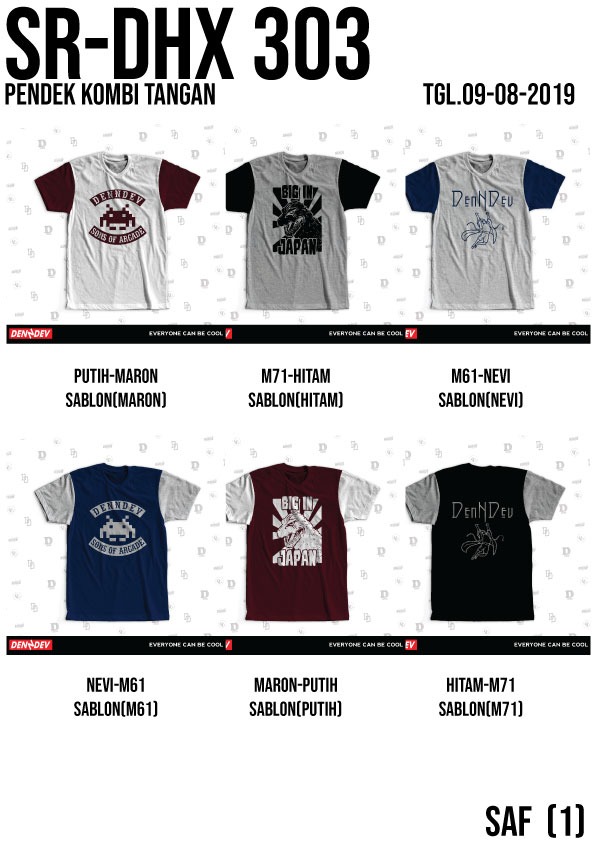 SR-DHX 303
PENDEK KOMBI TANGAN
TGL.09-08-2019
DENNDEV
SONS OF ARCADE
BIG IN
JAPAN
DENNDEV
DENNDEV
EVERYONE CAN BE COOL
EVERYONE CAN BE COOL
EV
EVERYONE CAN BE COOL
PUTIH-MARON
SABLON(MARON)
M71-HITAM
SABLON(HITAM)
M61-NEVI
SABLON(NEVI)
DENNDEV
SONS OF ARCADE
BIG IN
JAPAN
DENNDEV
DENNDEV
EVERYONE CAN BE COOL
EVERYONE CAN BE COOL
EV
EVERYONE CAN BE COOL
NEVI-M61
SABLON(M61)
MARON-PUTIH
SABLON(PUTIH)
HITAM-M71
SABLON(M71)
SAF (1)